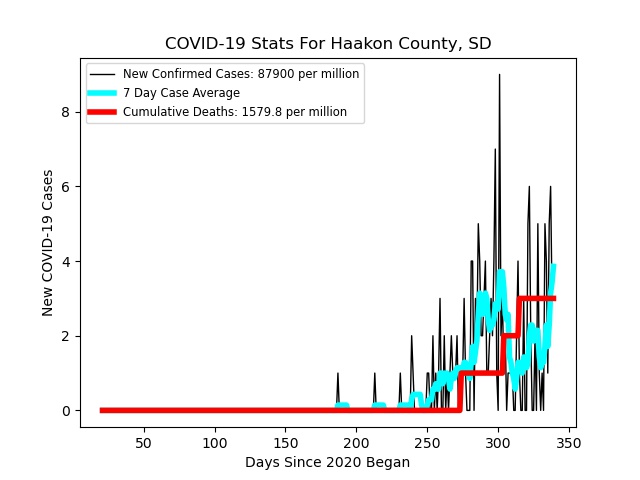 COVID-19 Stats For Haakon County, SD
New Confirmed Cases: 87900 per million
7 Day Case Average
Cumulative Deaths: 1579.8 per million
New COVID-19 Cases
8
6
4
2
0
50 100 150 200 250 300 350
Days Since 2020 Began